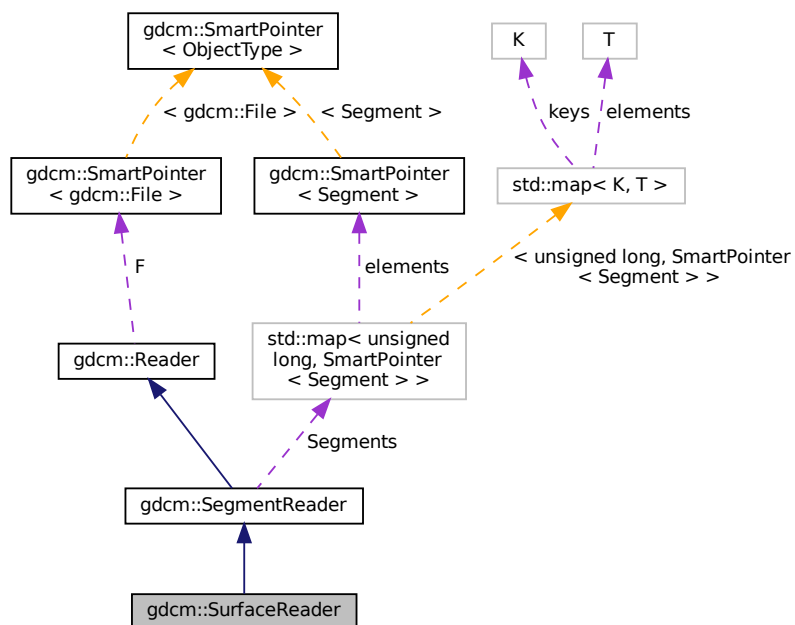 gdcm::SmartPointer
< ObjectType >
K
T
< gdcm::File >
< Segment >
keys
elements
gdcm::SmartPointer
< gdcm::File >
gdcm::SmartPointer
< Segment >
std::map< K, T >
F
elements
< unsigned long, SmartPointer
< Segment > >
gdcm::Reader
std::map< unsigned
long, SmartPointer
< Segment > >
Segments
gdcm::SegmentReader
gdcm::SurfaceReader